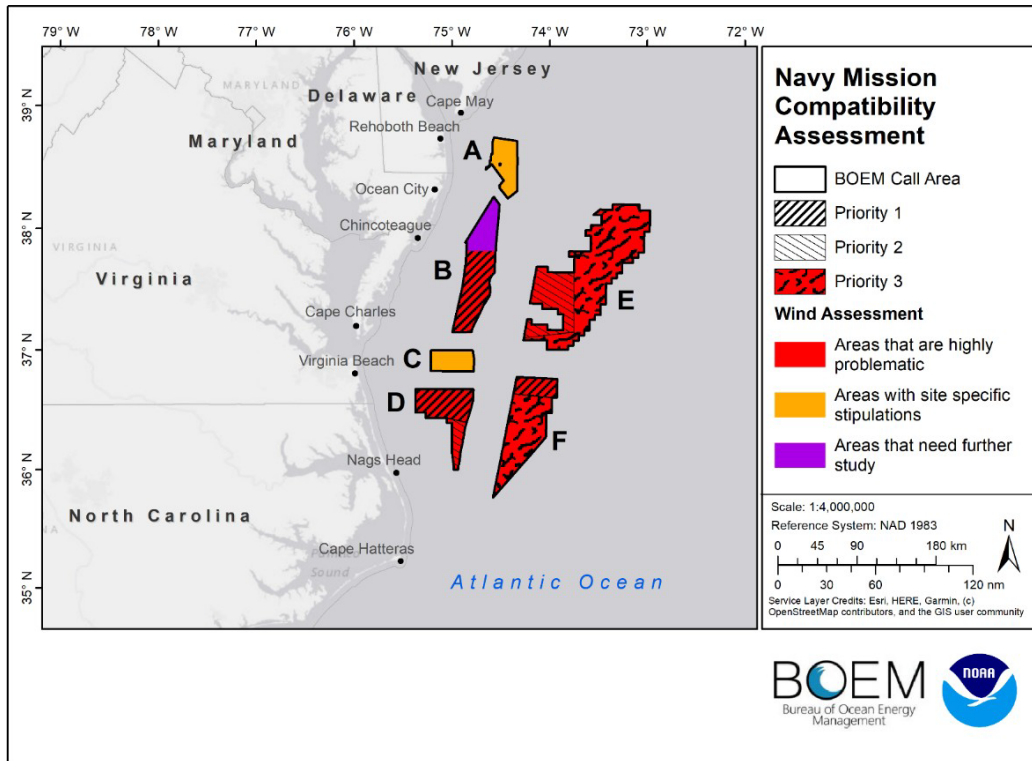 79° W
78° W
77° W
76° W
75° W
74° W
73° W
72° W
39° N
38° N
37° N
36° N
35° N
New Jersey
MARYLAND
Delaware
Cape May
Maryland
Rehoboth Beach
A
Ocean City
Chincoteague
VIRGINIA
Virginia
B
E
Cape Charles
C
Virginia Beach
D
F
Nags Head
North Carolina
Cape Hatteras
Sound
Atlantic Ocean
Navy Mission
Compatibility
Assessment
BOEM Call Area
Priority 1
Priority 2
Priority 3
Wind Assessment
Areas that are highly
problematic
Areas with site specific
stipulations
Areas that need further
study
Scale: 1:4,000,000
Reference System: NAD 1983
N
0 45 90 180 km
0 30 60 120 nm
Service Layer Credits: Esri, HERE, Garmin, (c)
OpenStreetMap contributors, and the GIS user community
BOEM
Bureau of Ocean Energy
Management
NOAA